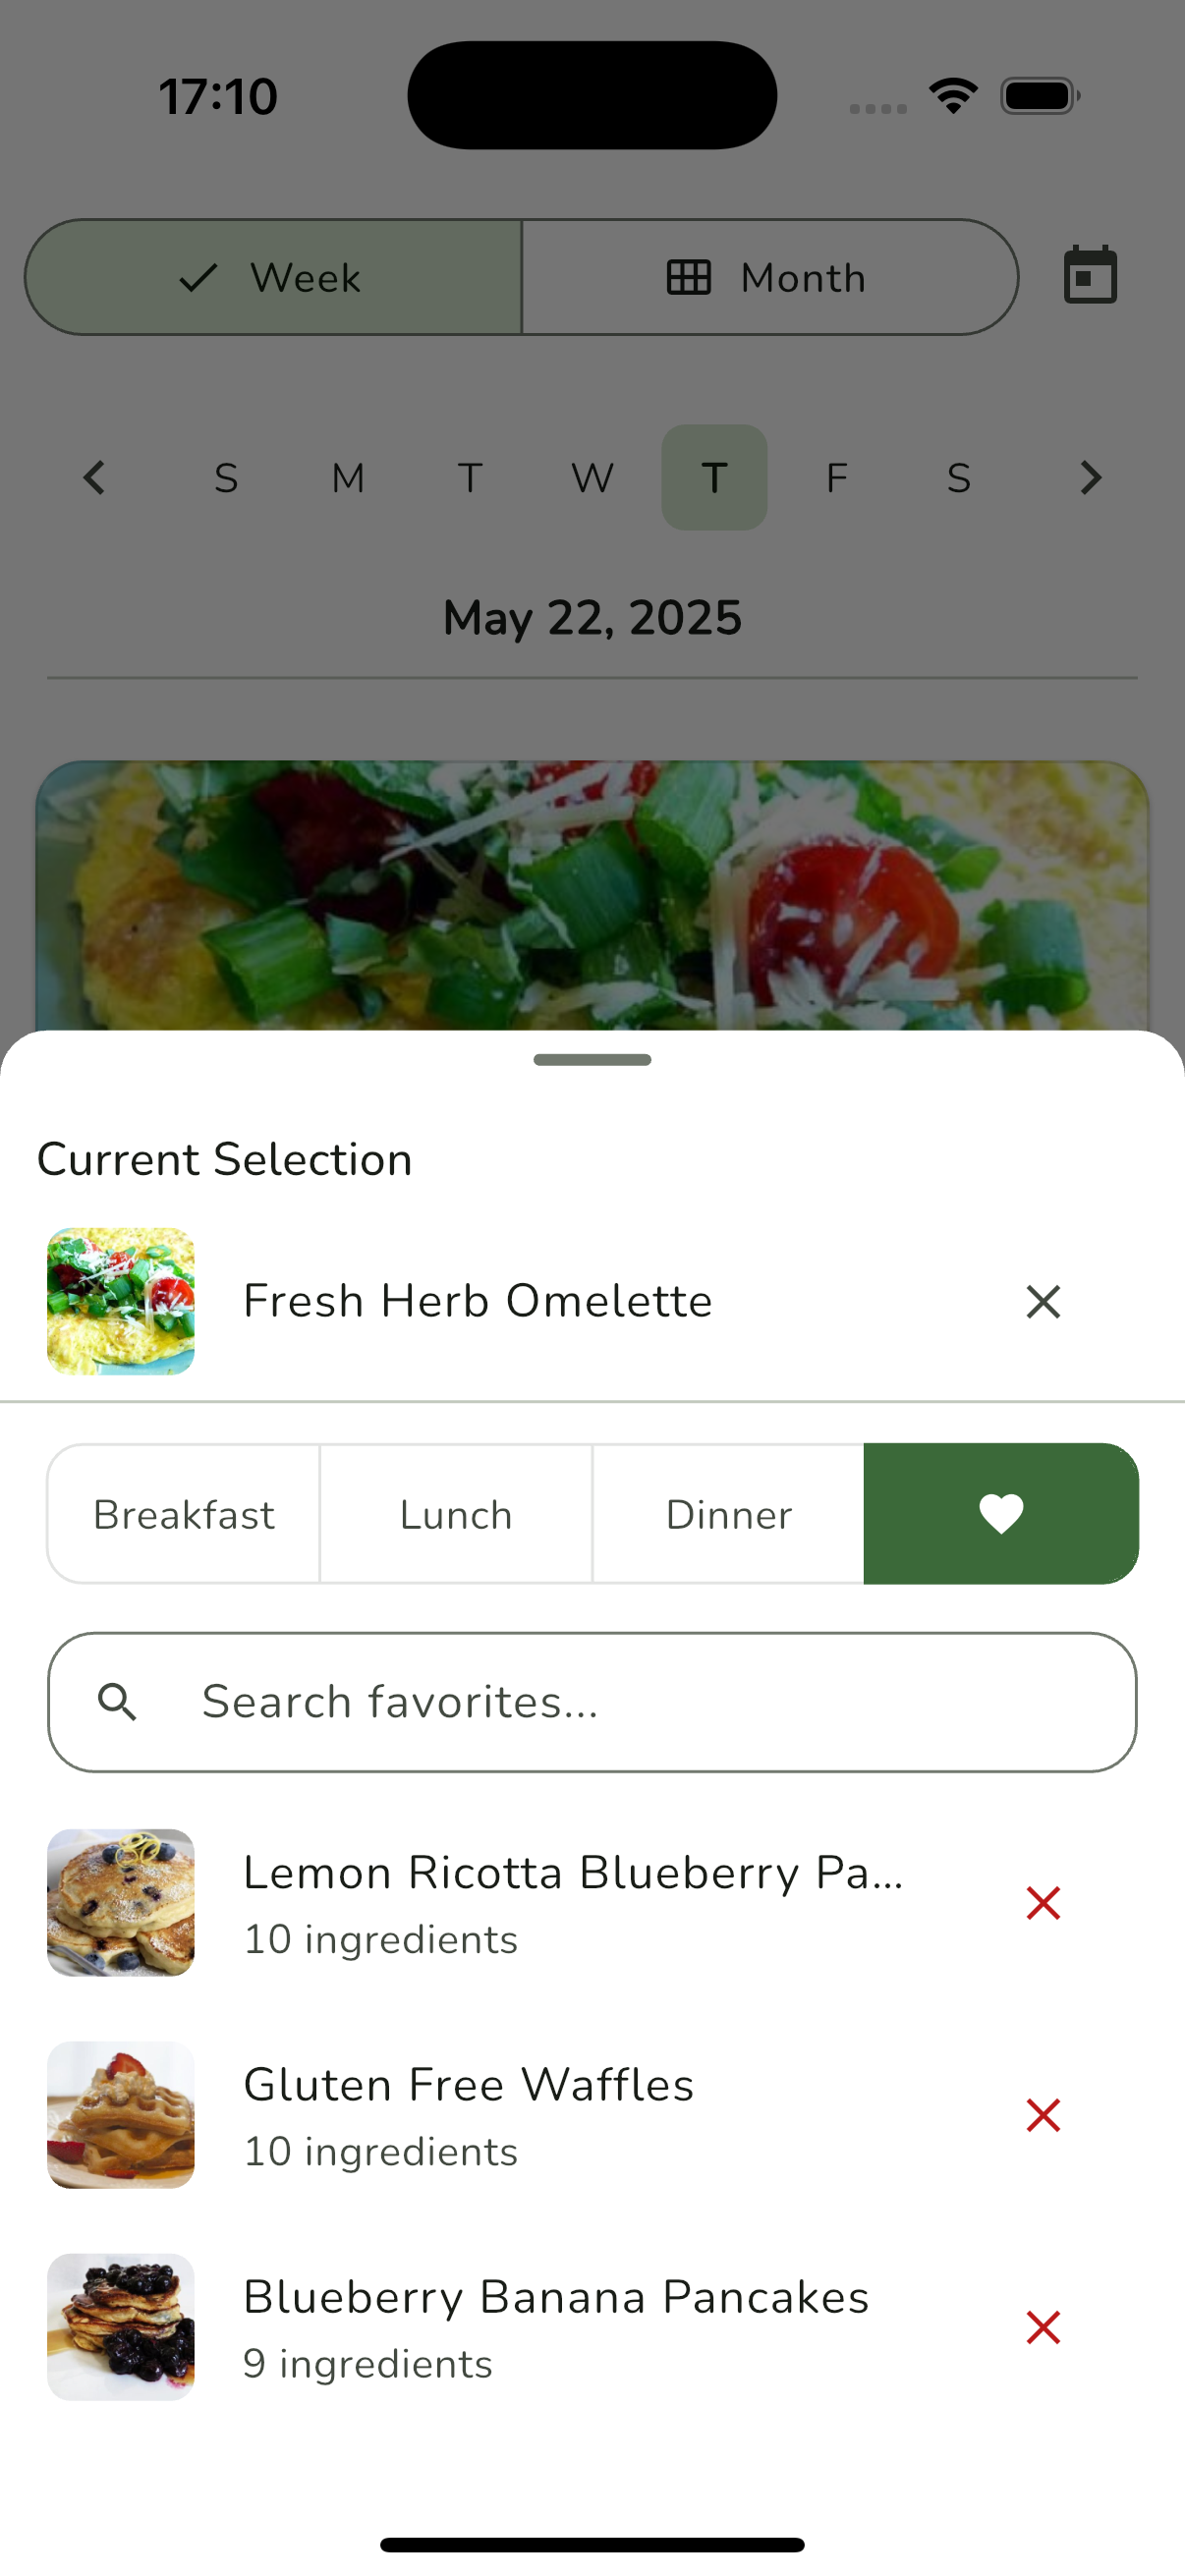 17:10
Week
Month
S M T W T F S
May 22, 2025
Current Selection
Fresh Herb Omelette
Breakfast
Lunch
Dinner
Search favorites...
Lemon Ricotta Blueberry Pa...
10 ingredients
Gluten Free Waffles
10 ingredients
Blueberry Banana Pancakes
9 ingredients